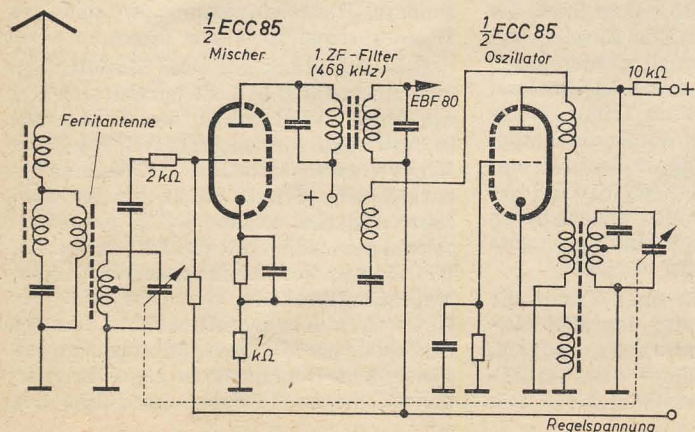 ½ ECC 85
Mischer
1. ZF-Filter
(468 kHz)
EBF 80
½ ECC 85
Oszillator
10 kΩ
+
Ferritantenne
2 kΩ
+
1
kΩ
Regelspannung